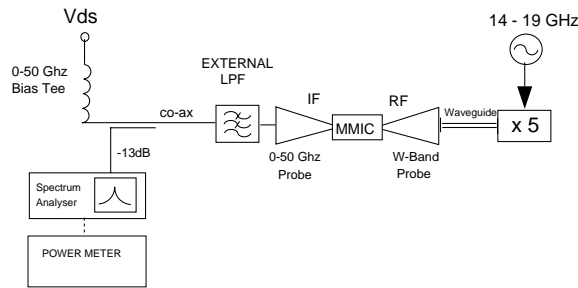 Vds
14 - 19 GHz
0-50 Ghz
Bias Tee
EXTERNAL
LPF
co-ax
IF
RF
Waveguide
MMIC
x 5
-13dB
0-50 Ghz
Probe
W-Band
Probe
Spectrum
Analyser
POWER METER